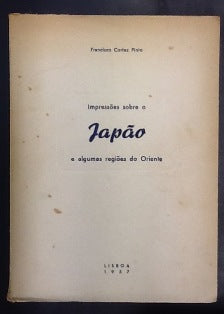 Francisco Cortez Pinto
Impressões sobre o
Japão
e algumas regiões do Oriente
LISBOA
1957